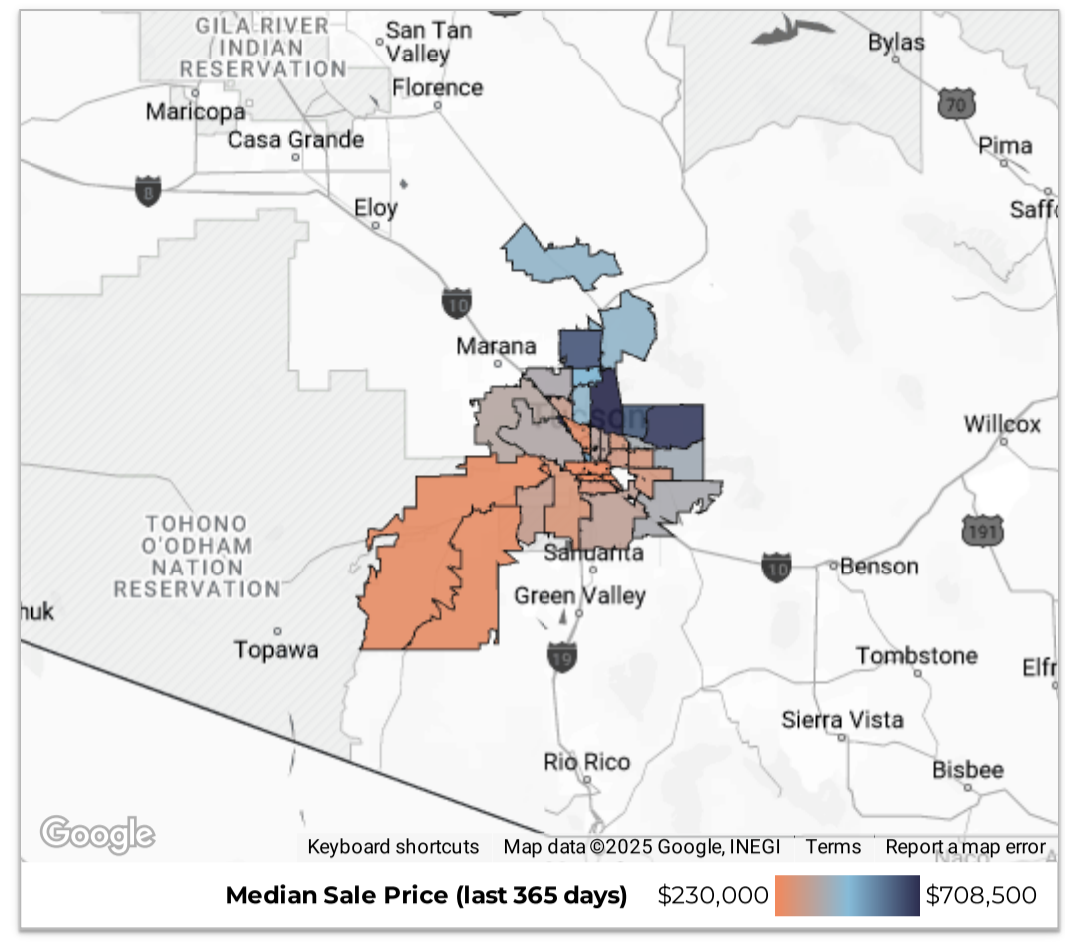 GILA RIVER
INDIAN
RESERVATION
San Tan
Valley
Bylas
Florence
70
Maricopa
Casa Grande
Pima
8
Eloy
10
Marana
Tucson
Willcox
TOHONO
O'ODHAM
NATION
RESERVATION
191
Sahuarita
10
Benson
Green Valley
Topawa
19
Tombstone
Sierra Vista
Rio Rico
Bisbee
Google
Keyboard shortcuts
Map data ©2025 Google, INEGI
Terms
Report a map error
Naco
Median Sale Price (last 365 days)
$230,000
$708,500